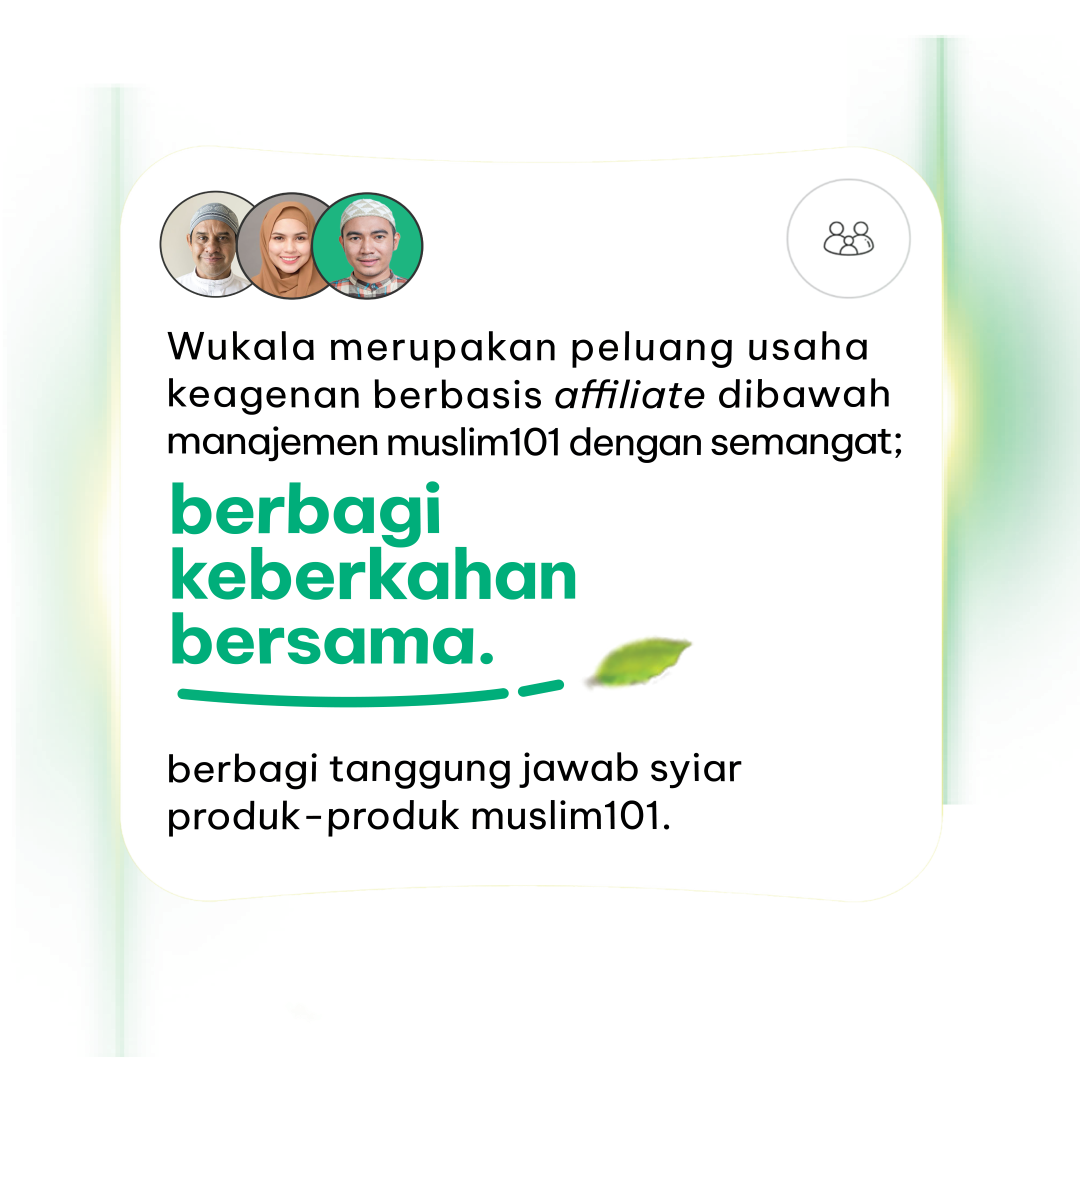 Wukala merupakan peluang usaha
keagenan berbasis affiliate dibawah
manajemen muslim101 dengan semangat;
berbagi
keberkahan
bersama.
berbagi tanggung jawab syiar
produk-produk muslim101.